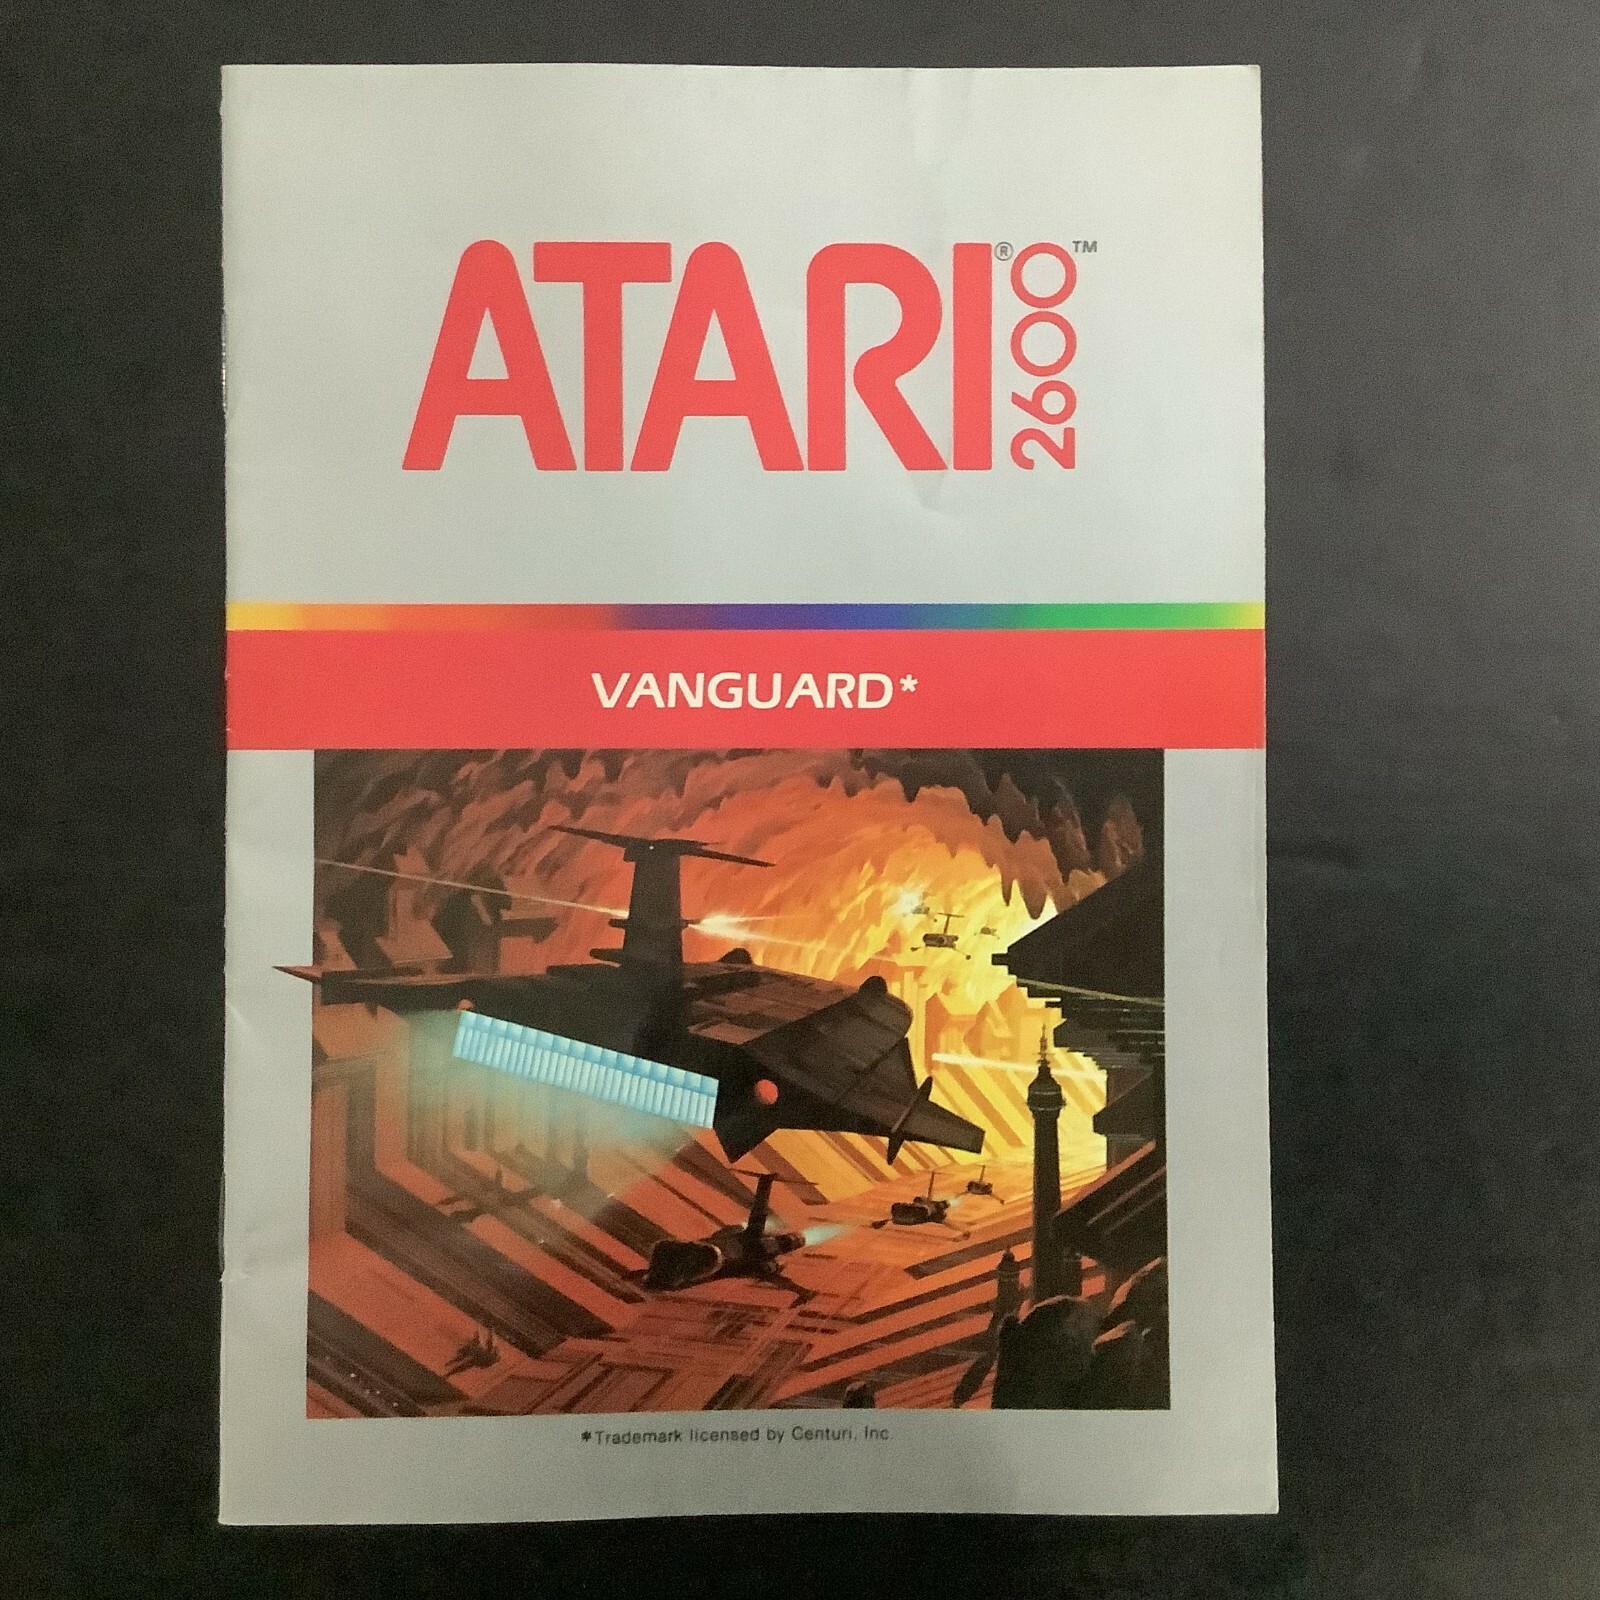 ATARI® 2600™
VANGUARD*
*Trademark licensed by Centuri, Inc.